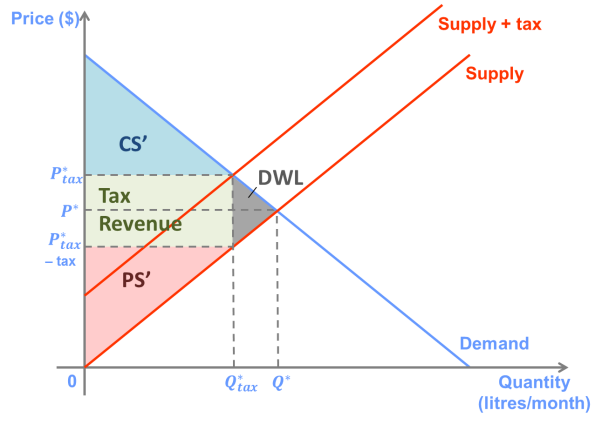 Price ($)
Supply + tax
Supply
CS’
P*tax
DWL
Tax
P*
Revenue
P*tax
– tax
PS’
Demand
0
Q*tax
Q*
Quantity
(litres/month)